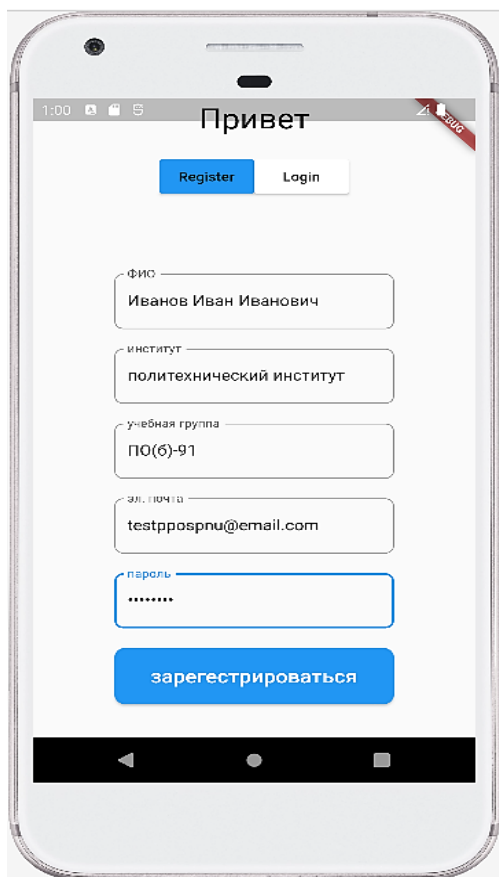 1:00
DEBUG
Привет
Register Login
ФИО
Иванов Иван Иванович
институт
политехнический институт
учебная группа
ПО(б)-91
эл. почта
testppospnu@email.com
пароль
••••••••
зарегестрироваться